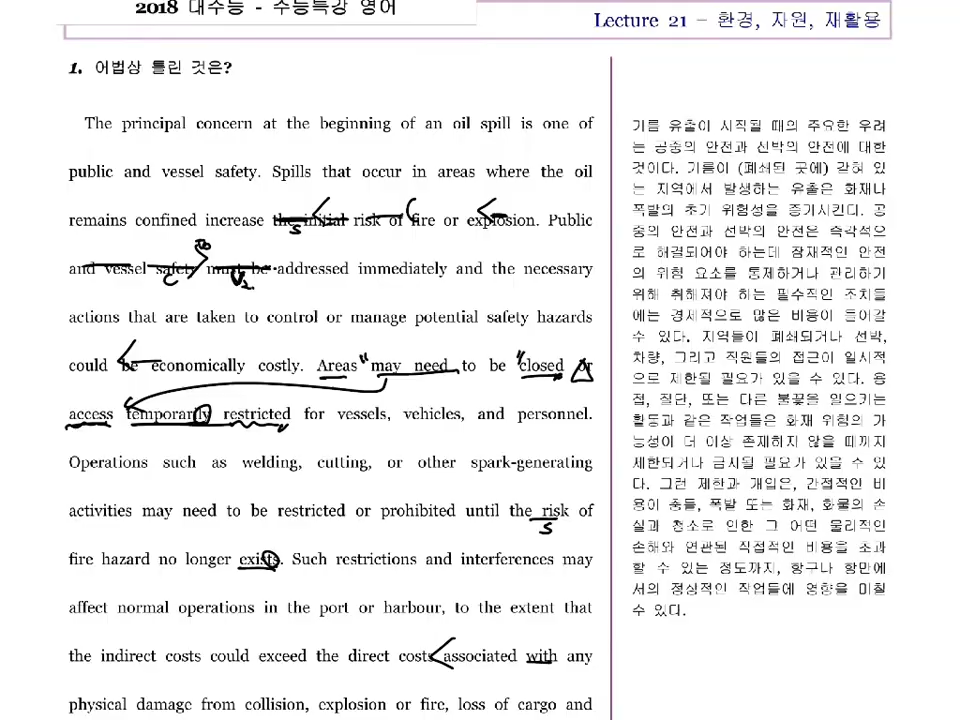 2018 대수능 - 수능특강 영어
Lecture 21 – 환경, 자원, 재활용
1. 어법상 틀린 것은?
The principal concern at the beginning of an oil spill is one of
public and vessel safety. Spills that occur in areas where the oil
remains confined increase the initial risk of fire or explosion. Public
and vessel safety must be addressed immediately and the necessary
actions that are taken to control or manage potential safety hazards
could be economically costly. Areas may need to be closed or
access temporarily restricted for vessels, vehicles, and personnel.
Operations such as welding, cutting, or other spark-generating
activities may need to be restricted or prohibited until the risk of
fire hazard no longer exists. Such restrictions and interferences may
affect normal operations in the port or harbour, to the extent that
the indirect costs could exceed the direct costs associated with any
physical damage from collision, explosion or fire, loss of cargo and
기름 유출이 시작될 때의 주요한 우려
는 공중의 안전과 선박의 안전에 대한
것이다. 기름이 (폐쇄된 곳에) 갇혀 있
는 지역에서 발생하는 유출은 화재나
폭발의 초기 위험성을 증가시킨다. 공
중의 안전과 선박의 안전은 즉각적으
로 해결되어야 하는데 잠재적인 안전
의 위험 요소를 통제하거나 관리하기
위해 취해져야 하는 필수적인 조치들
에는 경제적으로 많은 비용이 들어갈
수 있다. 지역들이 폐쇄되거나 선박,
차량, 그리고 직원들의 접근이 일시적
으로 제한될 필요가 있을 수 있다. 용
접, 절단, 또는 다른 불꽃을 일으키는
활동과 같은 작업들은 화재 위험의 가
능성이 더 이상 존재하지 않을 때까지
제한되거나 금지될 필요가 있을 수 있
다. 그런 제한과 개입은, 간접적인 비
용이 충돌, 폭발 또는 화재, 화물의 손
실과 청소로 인한 그 어떤 물리적인
손해와 연관된 직접적인 비용을 초과
할 수 있는 정도까지, 항구나 항만에
서의 정상적인 작업들에 영향을 미칠
수 있다.